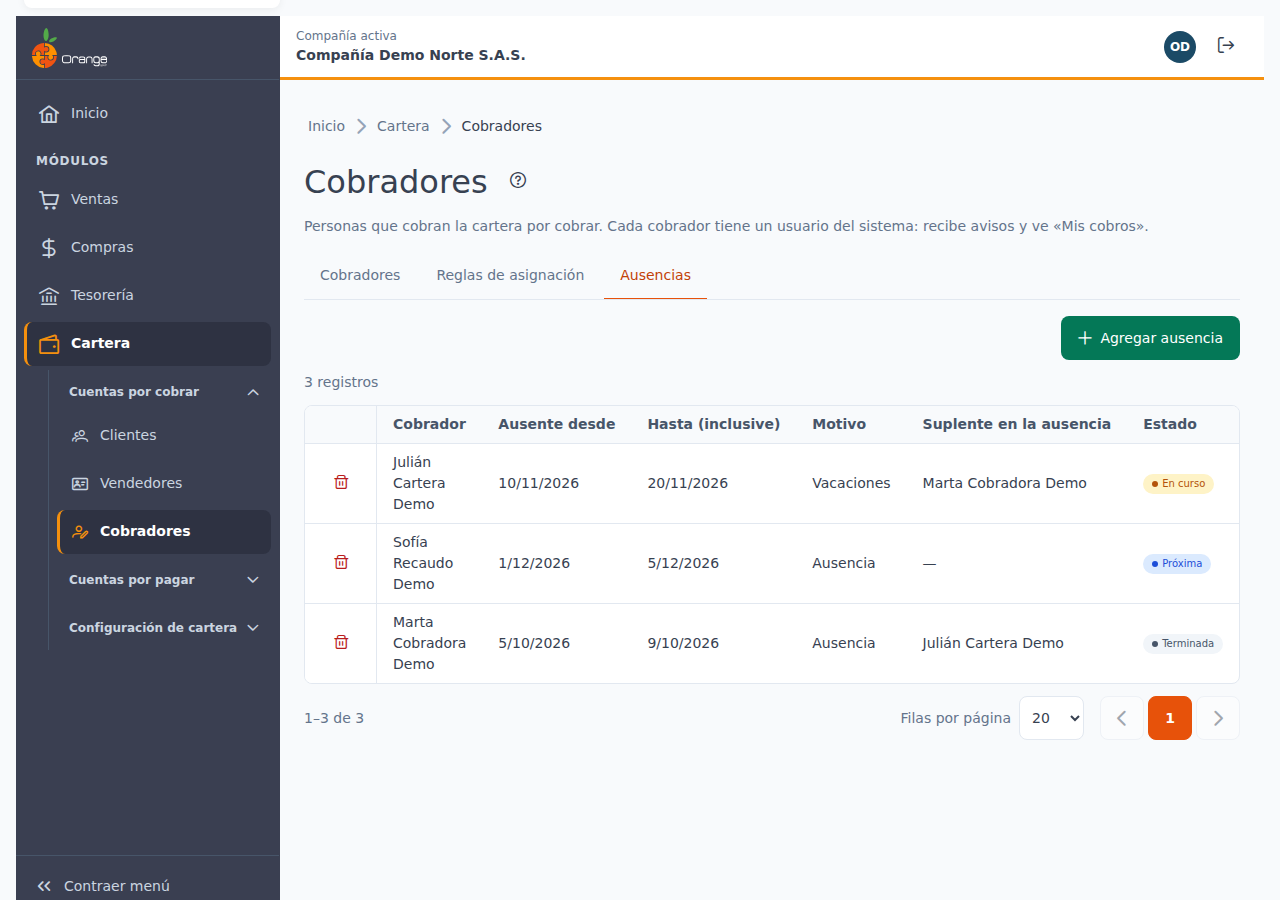 Orange
Compañía activa
Compañía Demo Norte S.A.S.
OD
Inicio
MÓDULOS
Ventas
Compras
Tesorería
Cartera
Cuentas por cobrar
Clientes
Vendedores
Cobradores
Cuentas por pagar
Configuración de cartera
Contraer menú
Inicio Cartera Cobradores
Cobradores
Personas que cobran la cartera por cobrar. Cada cobrador tiene un usuario del sistema: recibe avisos y ve «Mis cobros».
Cobradores Reglas de asignación Ausencias
Agregar ausencia
3 registros
Cobrador Ausente desde Hasta (inclusive) Motivo Suplente en la ausencia Estado
Julián Cartera Demo 10/11/2026 20/11/2026 Vacaciones Marta Cobradora Demo En curso
Sofía Recaudo Demo 1/12/2026 5/12/2026 Ausencia — Próxima
Marta Cobradora Demo 5/10/2026 9/10/2026 Ausencia Julián Cartera Demo Terminada
1–3 de 3 Filas por página 20 1